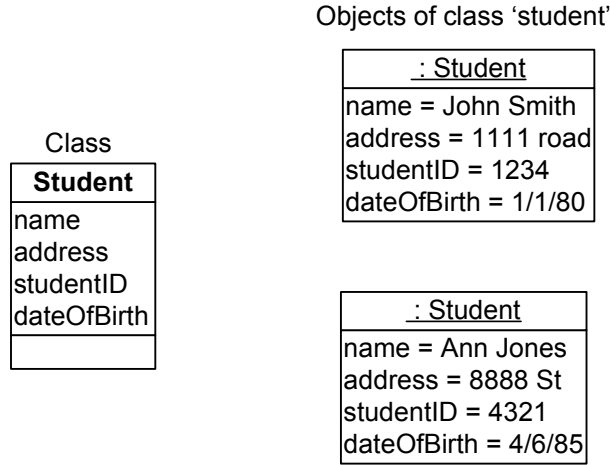 Objects of class ‘student’
: Student
name = John Smith
address = 1111 road
studentID = 1234
dateOfBirth = 1/1/80
Class
Student
name
address
studentID
dateOfBirth
: Student
name = Ann Jones
address = 8888 St
studentID = 4321
dateOfBirth = 4/6/85